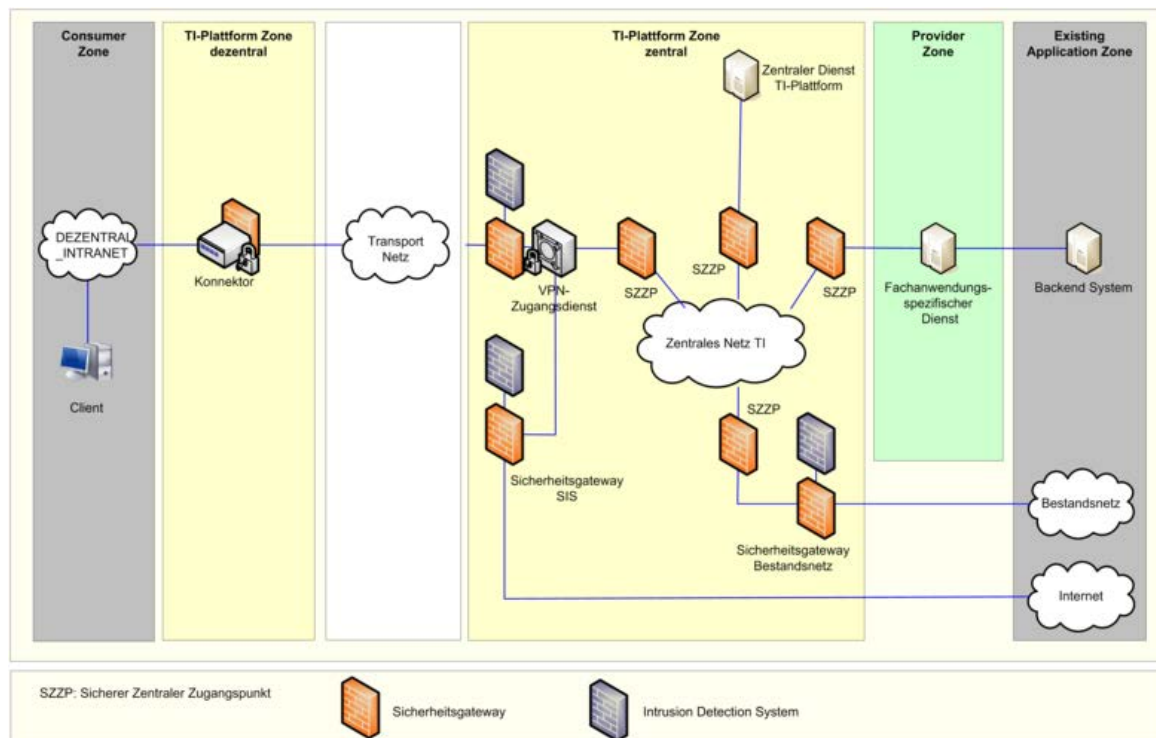 Consumer
Zone
TI-Plattform Zone
dezentral
TI-Plattform Zone
zentral
Provider
Zone
Existing
Application Zone
Zentraler Dienst
TI-Plattform
DEZENTRAL
_INTRANET
Konnektor
Transport
Netz
VPN-
Zugangsdienst
SZZP
SZZP
SZZP
Fachanwendungs-
spezifischer
Dienst
Backend System
Zentrales Netz TI
Client
SZZP
Sicherheitsgateway
SIS
Sicherheitsgateway
Bestandsnetz
Bestandsnetz
Internet
SZZP: Sicherer Zentraler Zugangspunkt
Sicherheitsgateway
Intrusion Detection System